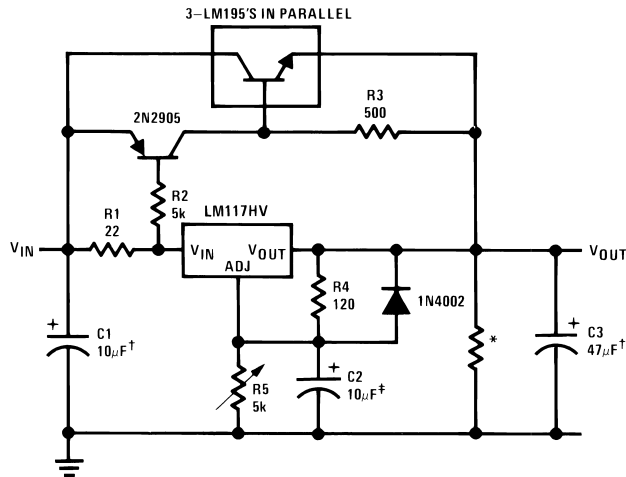 3–LM195'S IN PARALLEL
2N2905
R3
500
R2
5k
LM117HV
R1
22
VIN
VIN
VOUT
ADJ
VOUT
R4
120
1N4002
+
C1
10μF†
R5
5k
+
C2
10μF‡
*
+
C3
47μF†